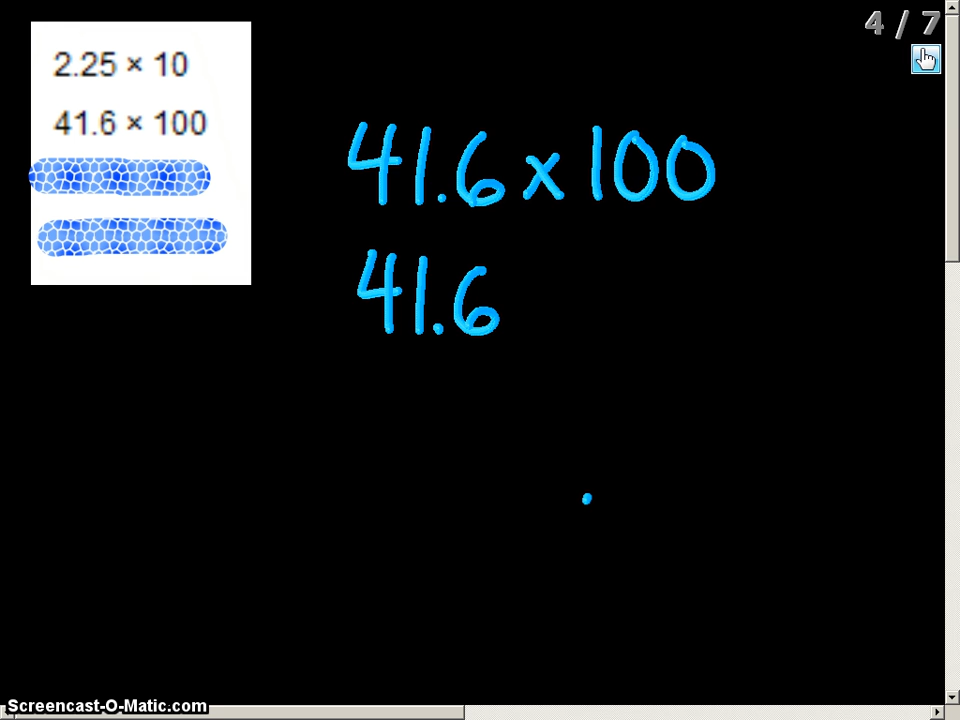 4 / 7
2.25 × 10
41.6 × 100
41.6 x 100
41.6
.
Screencast-O-Matic.com